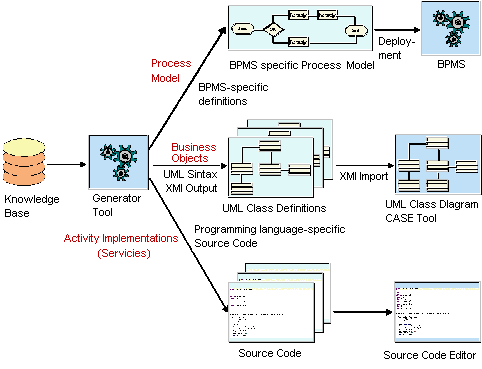 Deploy-
ment
BPMS specific Process Model
BPMS
Process
Model
BPMS-specific
definitions
Business
Objects
UML Sintax
XMI Output
XMI Import
Knowledge
Base
Generator
Tool
UML Class Definitions
UML Class Diagram
CASE Tool
Programming language-specific
Source Code
Activity Implementations
(Servicies)
Source Code
Source Code Editor